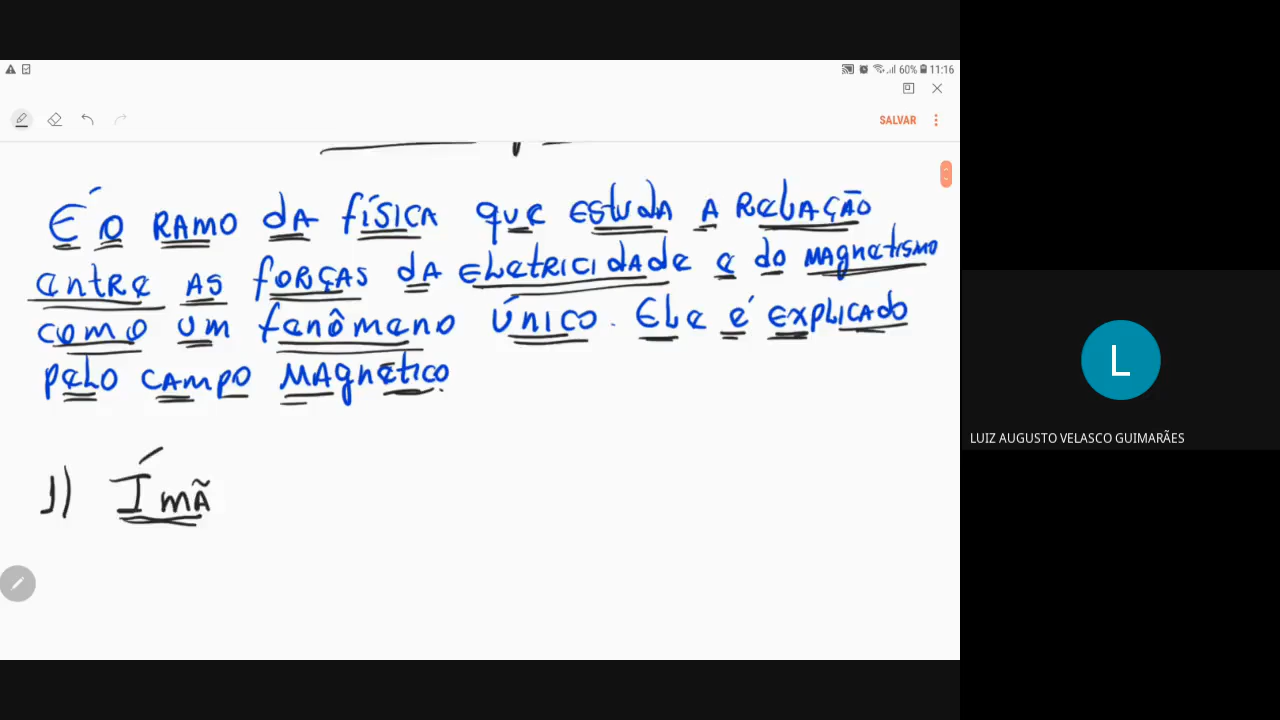 60% 11:16
SALVAR
É O RAMO DA FÍSICA que ESTUDA A RELAÇÃO
entre AS FORÇAS DA ELETRICIDADE e do MAGNETISMO
como um fenômeno ÚNICO. Ele é EXPLICADO
pelo CAMPO MAGNETICO.
1) Ímã
L
LUIZ AUGUSTO VELASCO GUIMARÃES